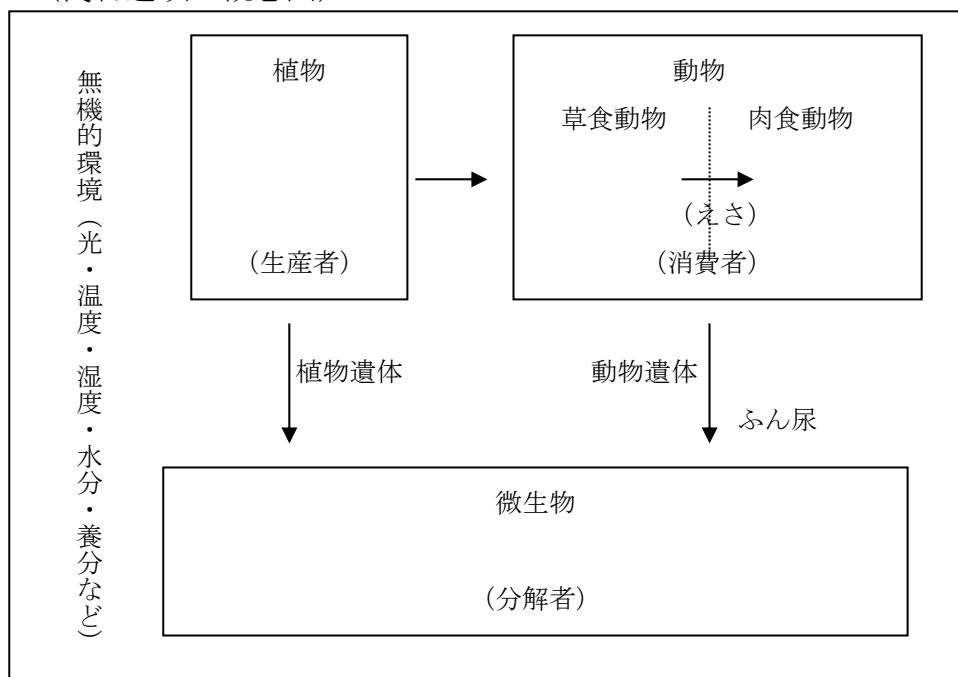 無機的環境（光・温度・湿度・水分・養分など）
植物
（生産者）
動物
草食動物
肉食動物
（えさ）
（消費者）
植物遺体
動物遺体
ふん尿
微生物
（分解者）